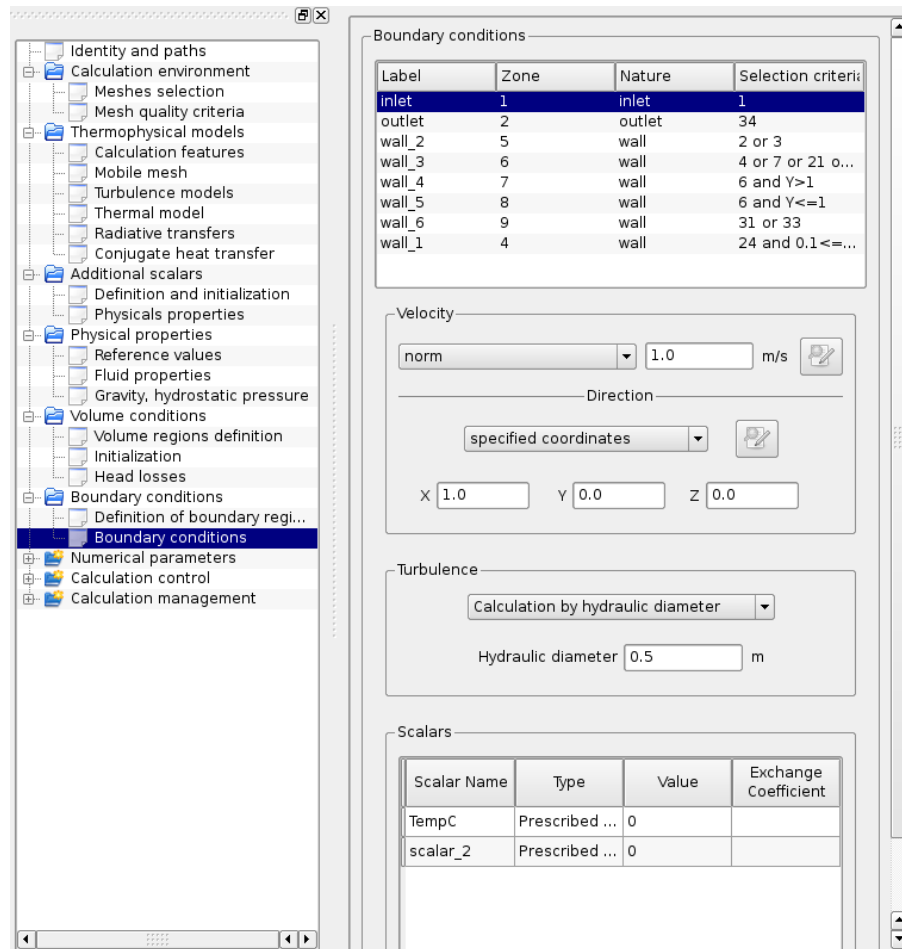 Identity and paths
Calculation environment
Meshes selection
Mesh quality criteria
Thermophysical models
Calculation features
Mobile mesh
Turbulence models
Thermal model
Radiative transfers
Conjugate heat transfer
Additional scalars
Definition and initialization
Physicals properties
Physical properties
Reference values
Fluid properties
Gravity, hydrostatic pressure
Volume conditions
Volume regions definition
Initialization
Head losses
Boundary conditions
Definition of boundary regi...
Boundary conditions
Numerical parameters
Calculation control
Calculation management
Boundary conditions
Label Zone Nature Selection criteria
inlet 1 inlet 1
outlet 2 outlet 34
wall_2 5 wall 2 or 3
wall_3 6 wall 4 or 7 or 21 o...
wall_4 7 wall 6 and Y>1
wall_5 8 wall 6 and Y<=1
wall_6 9 wall 31 or 33
wall_1 4 wall 24 and 0.1<=...
Velocity
norm 1.0 m/s
Direction
specified coordinates
X 1.0 Y 0.0 Z 0.0
Turbulence
Calculation by hydraulic diameter
Hydraulic diameter 0.5 m
Scalars
Scalar Name Type Value Exchange Coefficient
TempC Prescribed ... 0
scalar_2 Prescribed ... 0